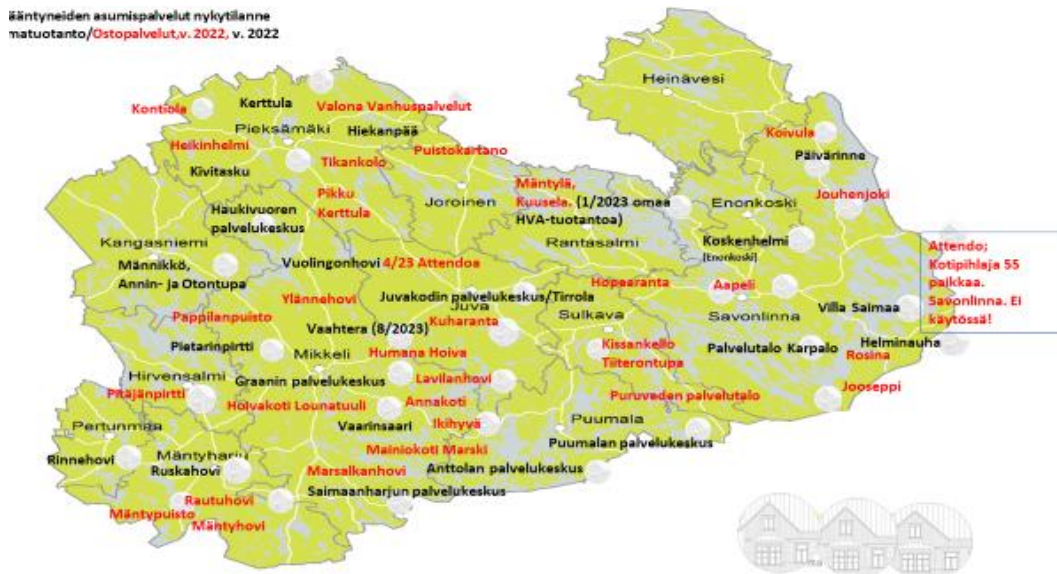 ääntyneiden asumispalvelut nykytilanne
matuotanto/Ostopalvelut,v. 2022, v. 2022
Heinävesi
Kontiola
Kerttula
Valona Vanhuspalvelut
Pieksämäki
Hiekanpää
Koivula
Heikinhelmi
Puistokartano
Päivärinne
Tikankolo
Kivitasku
Mäntylä,
Jouhenjoki
Pikku
Kerttula
Kuusela. (1/2023 omaa
HVA-tuotantoa)
Joroinen
Enonkoski
Haukivuoren
palvelukeskus
Kangasniemi
Rantasalmi
Koskenhelmi
(Enonkoski)
Attendo;
Kotipihlaja 55
paikkaa.
Savonlinna. Ei
käytössä!
Männikkö,
Annin- ja Otontupa
Vuolingonhovi 4/23 Attendoa
Hopearanta
Aapeli
Ylännehovi
Juvakodin palvelukeskus/Tirrola
Juva
Villa Saimaa
Pappilanpuisto
Sulkava
Savonlinna
Vaahtera (8/2023)
Kuharanta
Helminauha
Pietarinpirtti
Mikkeli
Humana Hoiva
Kissankello
Tiiterontupa
Palvelutalo Karpalo
Rosina
Hirvensalmi
Graanin palvelukeskus
Lavilanhovi
Jooseppi
Pitäjänpirtti
Hoivakoti Lounatuuli
Annakoti
Puruveden palvelutalo
Pertunmaa
Vaarinsaari
Ikihyvä
Puumala
Puumalan palvelukeskus
Rinnehovi
Mäntyharju
Ruskahovi
Mainiokoti Marski
Marsalkanhovi
Anttolan palvelukeskus
Rautuhovi
Saimaanharjun palvelukeskus
Mäntypuisto
Mäntyhovi